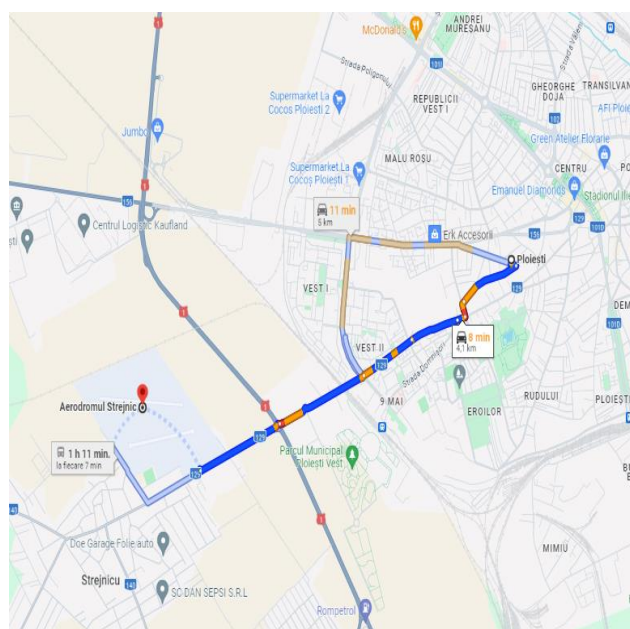 ANDREI
MUREȘANU
McDonald's
Strada Poligonului
GHEORGHE
DOJA
TRANSILVAN
Supermarket La
Cocoș Ploiești 2
REPUBLICII
VEST I
AFI Ploie
Jumbo
Green Atelier Florarie
MALU ROȘU
Supermarket La
Cocoș Ploiești 1
CENTRU
Emanuel Diamonds
Stadionul Ilie
11 min
5 km
Erk Accesorii
Centrul Logistic Kaufland
Ploiești
VEST I
DEM
8 min
4,1 km
VEST II
Strada Domnișori
Aerodromul Strejnic
9 MAI
RUDULUI
PLOIEȘTI
EROILOR
1 h 11 min.
la fiecare 7 min
Parcul Municipal
Ploiești Vest
Doe Garage Folie auto
MIMIU
Strejnicu
SC DAN SEPSI S.R.L
Rompetrol